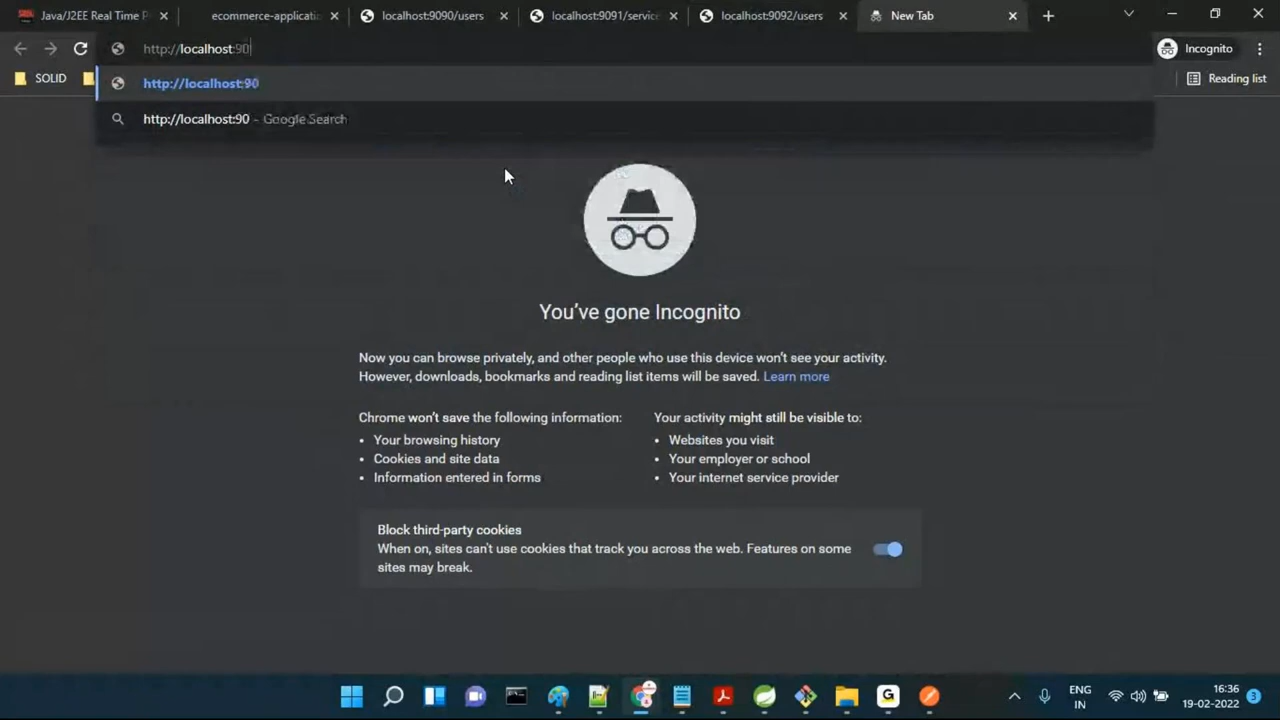 Java/J2EE Real Time P
ecommerce-applicatio
localhost:9090/users
localhost:9091/service
localhost:9092/users
New Tab
http://localhost:90
Incognito
SOLID
Reading list
http://localhost:90
http://localhost:90 - Google Search
You've gone Incognito
Now you can browse privately, and other people who use this device won't see your activity.
However, downloads, bookmarks and reading list items will be saved. Learn more
Chrome won't save the following information:
• Your browsing history
• Cookies and site data
• Information entered in forms
Your activity might still be visible to:
• Websites you visit
• Your employer or school
• Your internet service provider
Block third-party cookies
When on, sites can't use cookies that track you across the web. Features on some
sites may break.
ENG
IN
16:36
19-02-2022
3